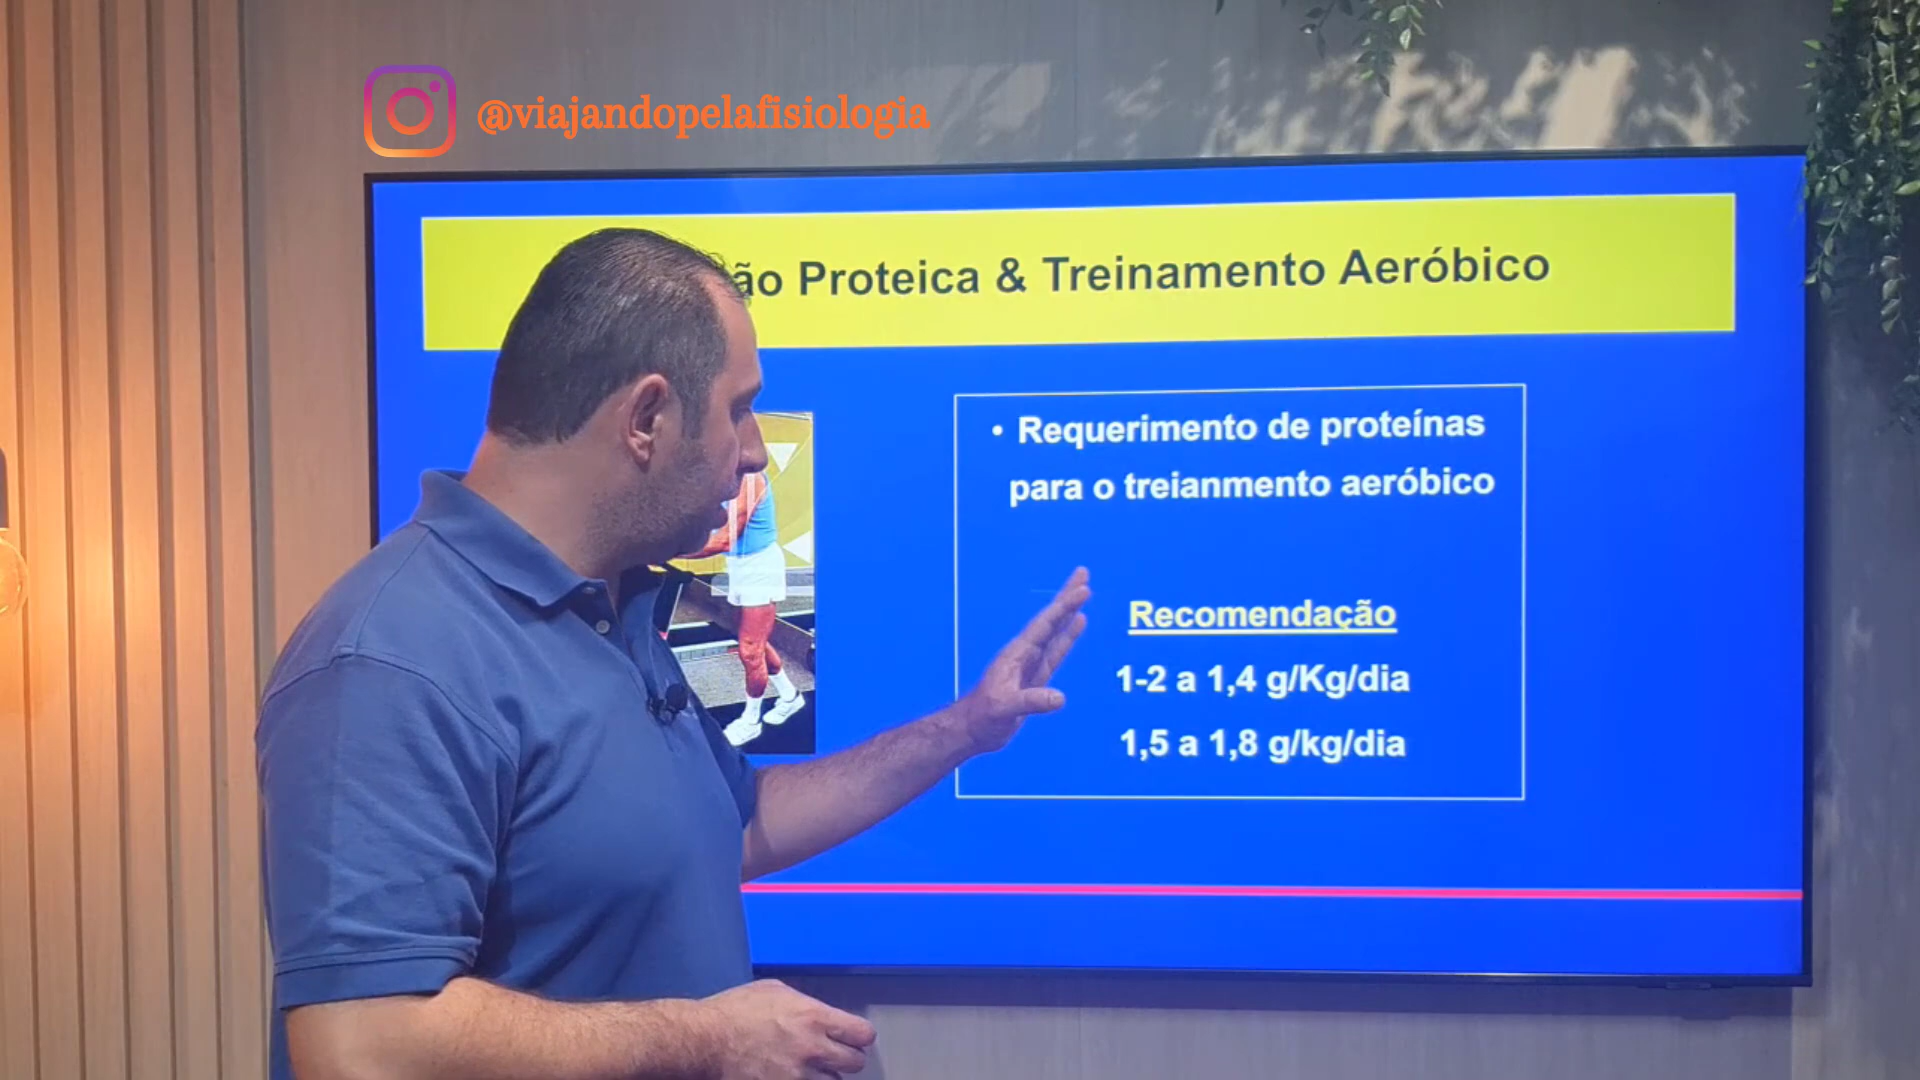 @viajandopelafisiologia
ão Proteica & Treinamento Aeróbico
• Requerimento de proteínas
para o treianmento aeróbico
Recomendação
1-2 a 1,4 g/Kg/dia
1,5 a 1,8 g/kg/dia